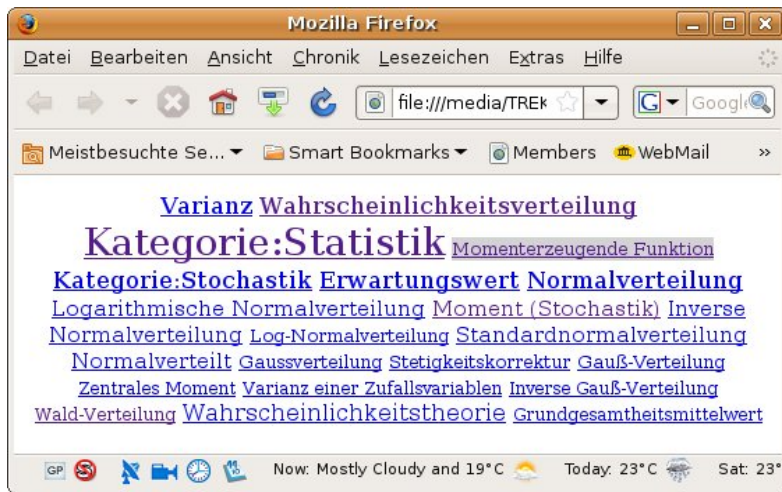 Mozilla Firefox
Datei Bearbeiten Ansicht Chronik Lesezeichen Extras Hilfe
file:///media/TREK G Google
Meistbesuchte Se... Smart Bookmarks Members WebMail »
Varianz Wahrscheinlichkeitsverteilung
Kategorie:Statistik Momenterzeugende Funktion
Kategorie:Stochastik Erwartungswert Normalverteilung
Logarithmische Normalverteilung Moment (Stochastik) Inverse
Normalverteilung Log-Normalverteilung Standardnormalverteilung
Normalverteilt Gaussverteilung Stetigkeitskorrektur Gauß-Verteilung
Zentrales Moment Varianz einer Zufallsvariablen Inverse Gauß-Verteilung
Wald-Verteilung Wahrscheinlichkeitstheorie Grundgesamtheitsmittelwert
GP Now: Mostly Cloudy and 19°C Today: 23°C Sat: 23°